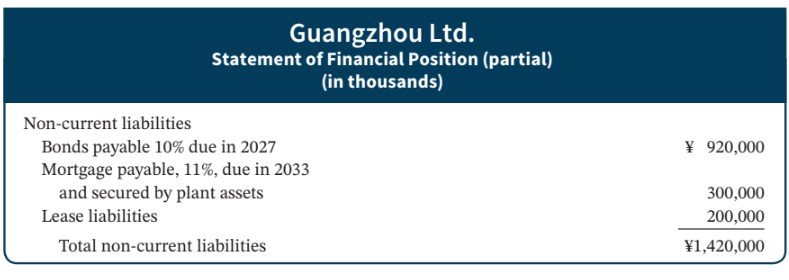 Guangzhou Ltd.
Statement of Financial Position (partial)
(in thousands)
Non-current liabilities
Bonds payable 10% due in 2027 ¥ 920,000
Mortgage payable, 11%, due in 2033
and secured by plant assets 300,000
Lease liabilities 200,000
Total non-current liabilities ¥1,420,000